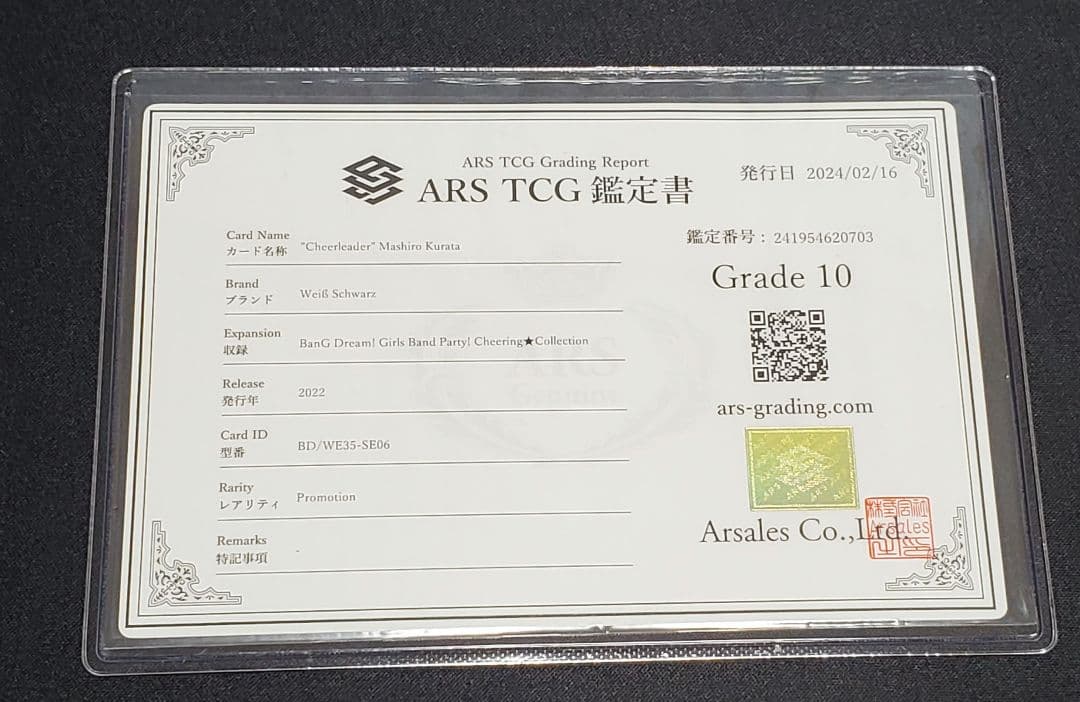 ARS TCG Grading Report
ARS TCG 鑑定書
発行日 2024/02/16
Card Name
カード名称
"Cheerleader" Mashiro Kurata
Brand
ブランド
Weiß Schwarz
Expansion
収録
BanG Dream! Girls Band Party! Cheering★Collection
Release
発行年
2022
Card ID
型番
BD/WE35-SE06
Rarity
レアリティ
Promotion
Remarks
特記事項
-
鑑定番号： 241954620703
Grade 10
ars-grading.com
Arsales Co.,Ltd.
ARS
Genuine
Arsales